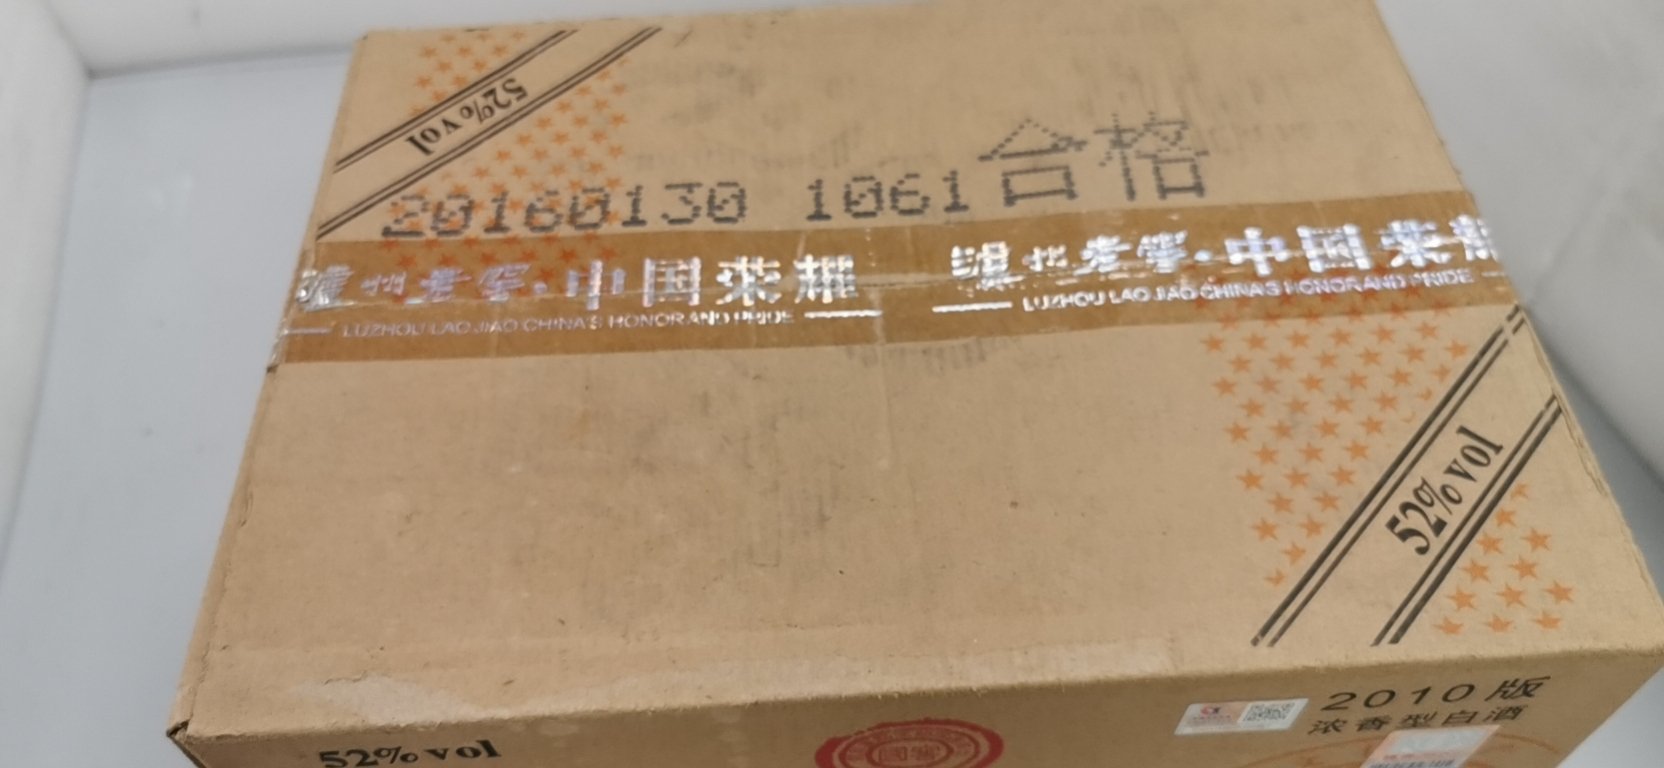 52%vol
20160130 1061合格
泸州老窖·中国荣耀 泸州老窖·中国荣耀
LUZHOU LAO JIAO CHINA'S HONOR AND PRIDE LUZHOU LAO JIAO CHINA'S HONOR AND PRIDE
52%vol
2010版
浓香型白酒
52%vol
国窖